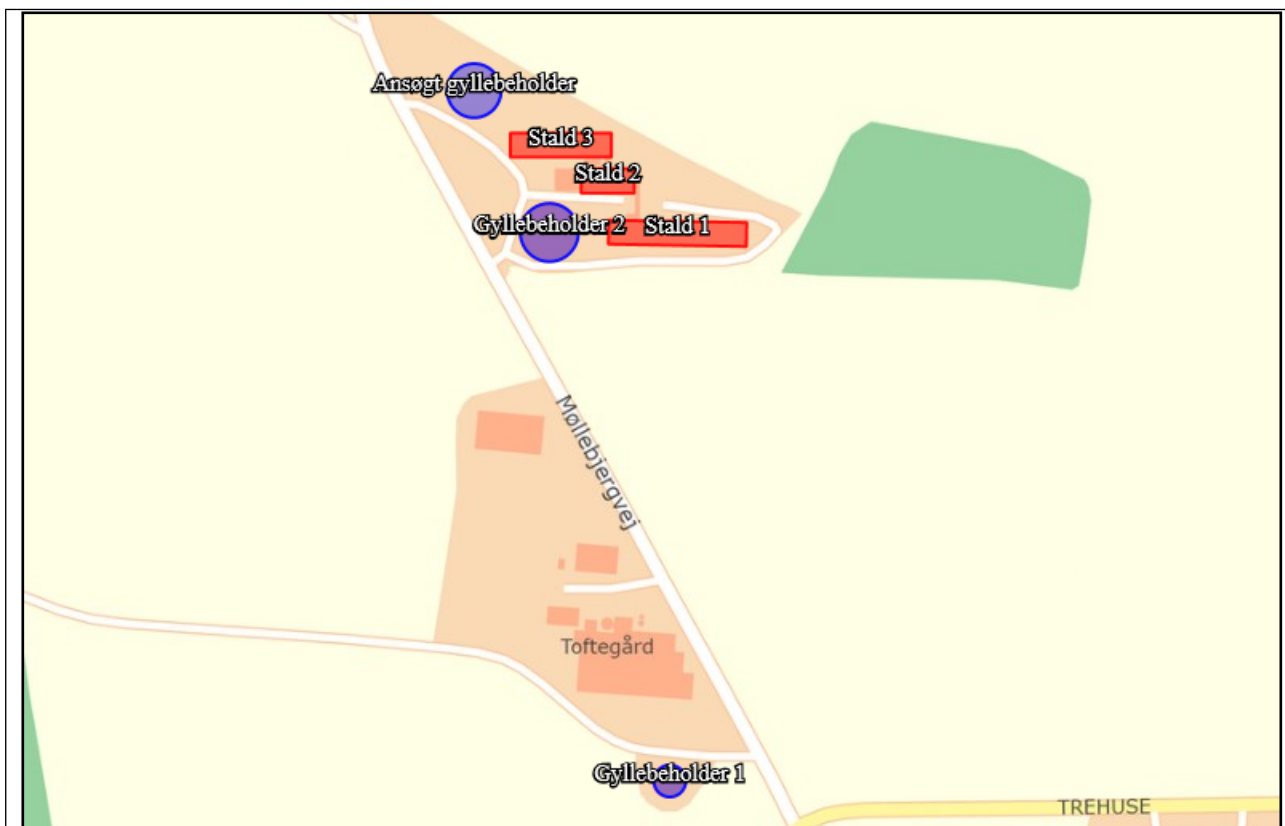 Ansøgt gyllebeholder
Stald 3
Stald 2
Gyllebeholder 2
Stald 1
Møllebjergvej
Toftegård
Gyllebeholder 1
TREHUSE